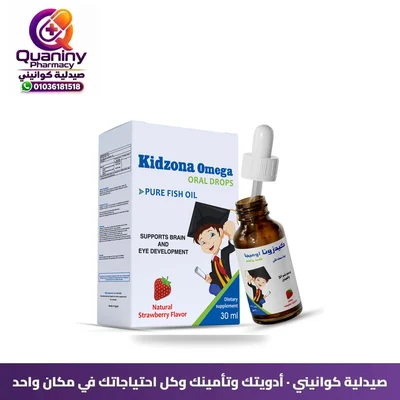 Quaniny
Pharmacy
صيدلية كوانيني
01036181518
Kidzona Omega
ORAL DROPS
PURE FISH OIL
SUPPORTS BRAIN
AND
EYE DEVELOPMENT
Natural
Strawberry Flavor
Dietary
supplement
30 ml
كيدزونا أوميجا
صيدلية كوانيني - أدويتك وتأمينك وكل احتياجاتك في مكان واحد